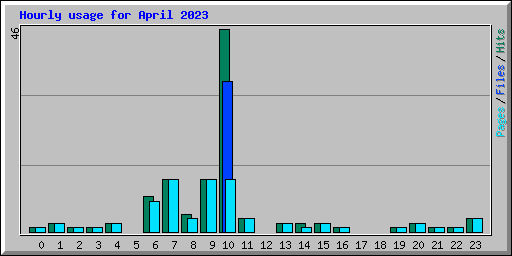 Hourly usage for April 2023
46
Pages/Files/Hits
0 1 2 3 4 5 6 7 8 9 10 11 12 13 14 15 16 17 18 19 20 21 22 23